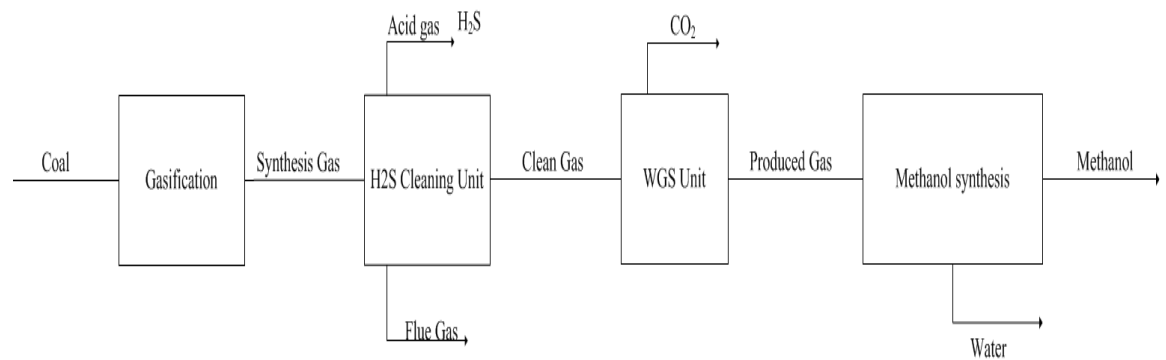 Acid gas H₂S
CO₂
Coal
Gasification
Synthesis Gas
H2S Cleaning Unit
Clean Gas
WGS Unit
Produced Gas
Methanol synthesis
Methanol
Flue Gas
Water